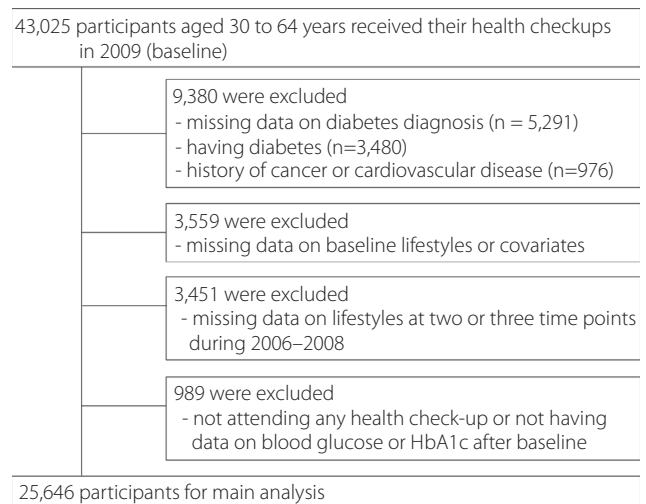 43,025 participants aged 30 to 64 years received their health checkups
in 2009 (baseline)
9,380 were excluded
- missing data on diabetes diagnosis (n = 5,291)
- having diabetes (n=3,480)
- history of cancer or cardiovascular disease (n=976)
3,559 were excluded
- missing data on baseline lifestyles or covariates
3,451 were excluded
- missing data on lifestyles at two or three time points
during 2006–2008
989 were excluded
- not attending any health check-up or not having
data on blood glucose or HbA1c after baseline
25,646 participants for main analysis